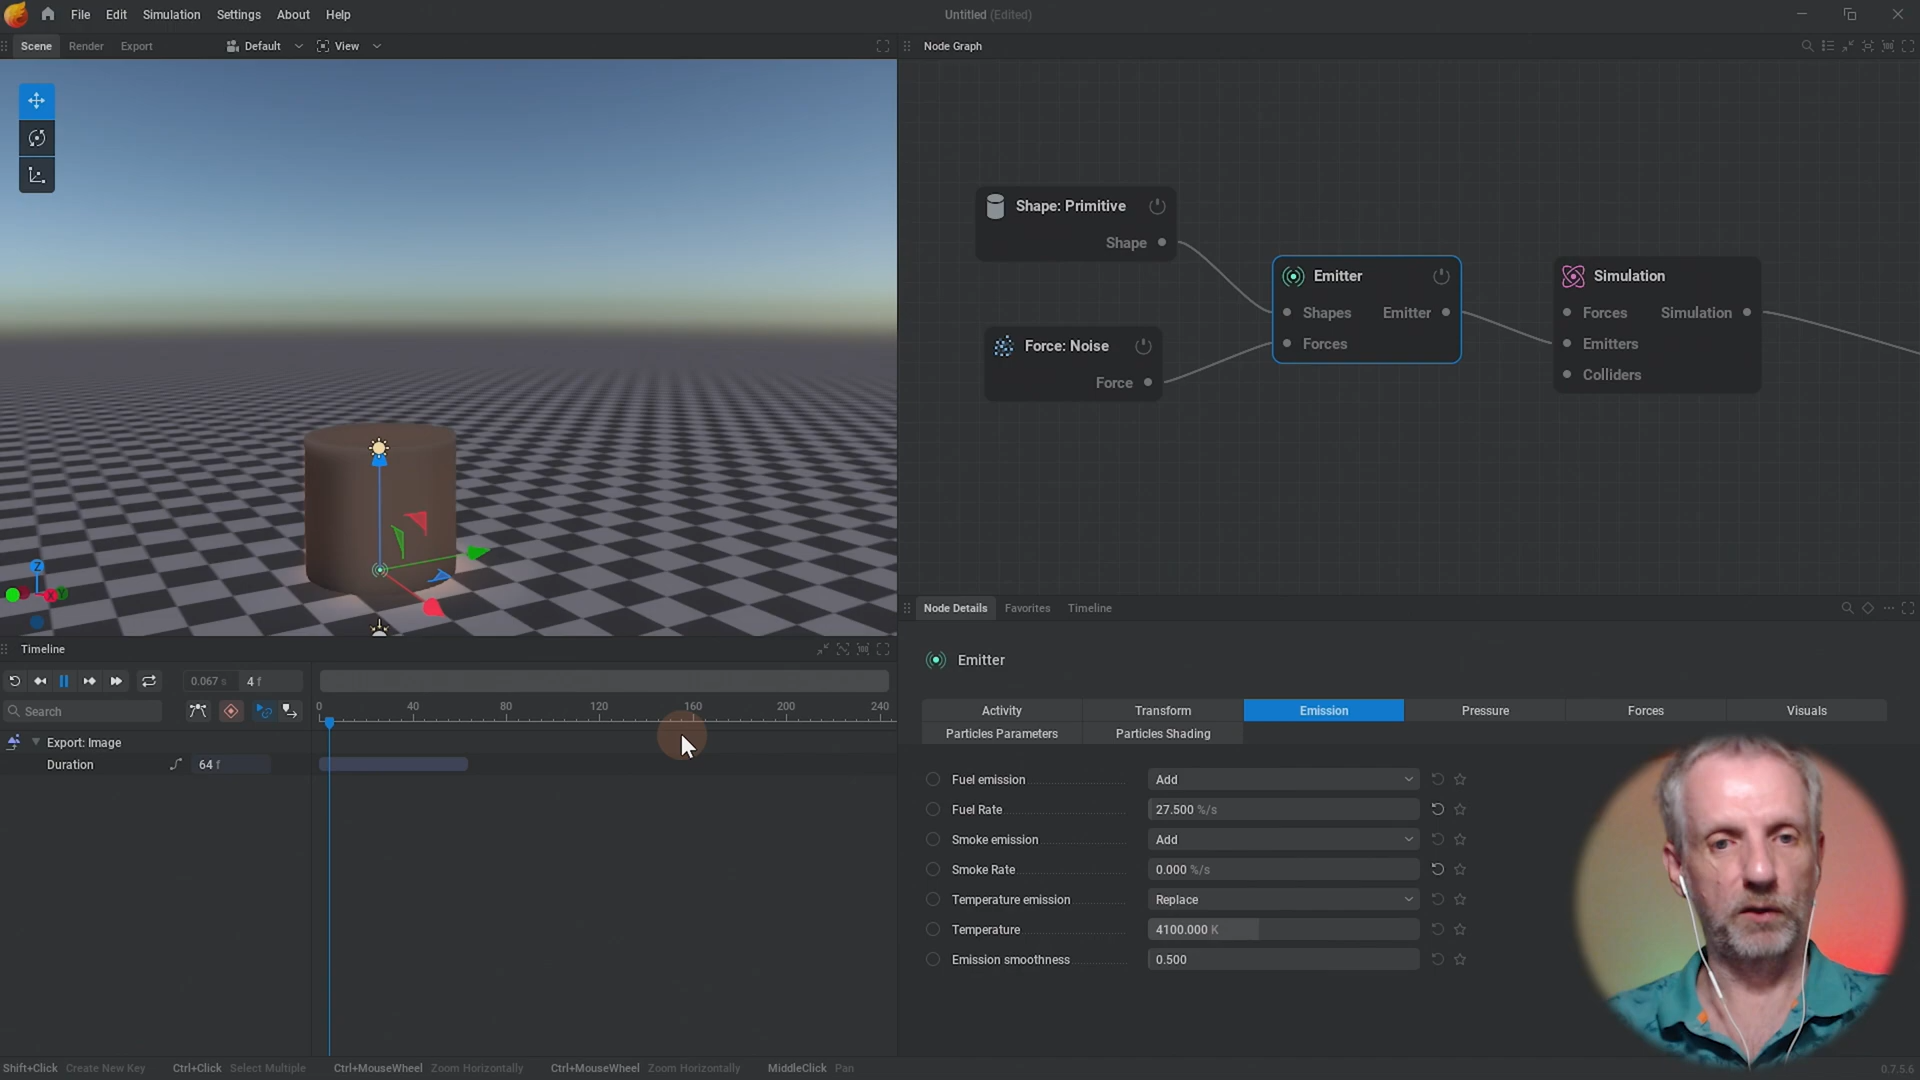 File Edit Simulation Settings About Help
Untitled (Edited)
Scene Render Export Default View
Node Graph
Shape: Primitive
Shape
Force: Noise
Force
Emitter
Shapes Emitter
Forces
Simulation
Forces Simulation
Emitters
Colliders
Z
X Y
Timeline
0.067 s 4 f
Search
0 40 80 120 160 200 240
Export: Image
Duration 64 f
Node Details Favorites Timeline
Emitter
Activity Transform Emission Pressure Forces Visuals
Particles Parameters Particles Shading
Fuel emission Add
Fuel Rate 27.500 %/s
Smoke emission Add
Smoke Rate 0.000 %/s
Temperature emission Replace
Temperature 4100.000 K
Emission smoothness 0.500
Shift+Click Create New Key Ctrl+Click Select Multiple Ctrl+MouseWheel Zoom Horizontally Ctrl+MouseWheel Zoom Horizontally MiddleClick Pan 0.7.5.6